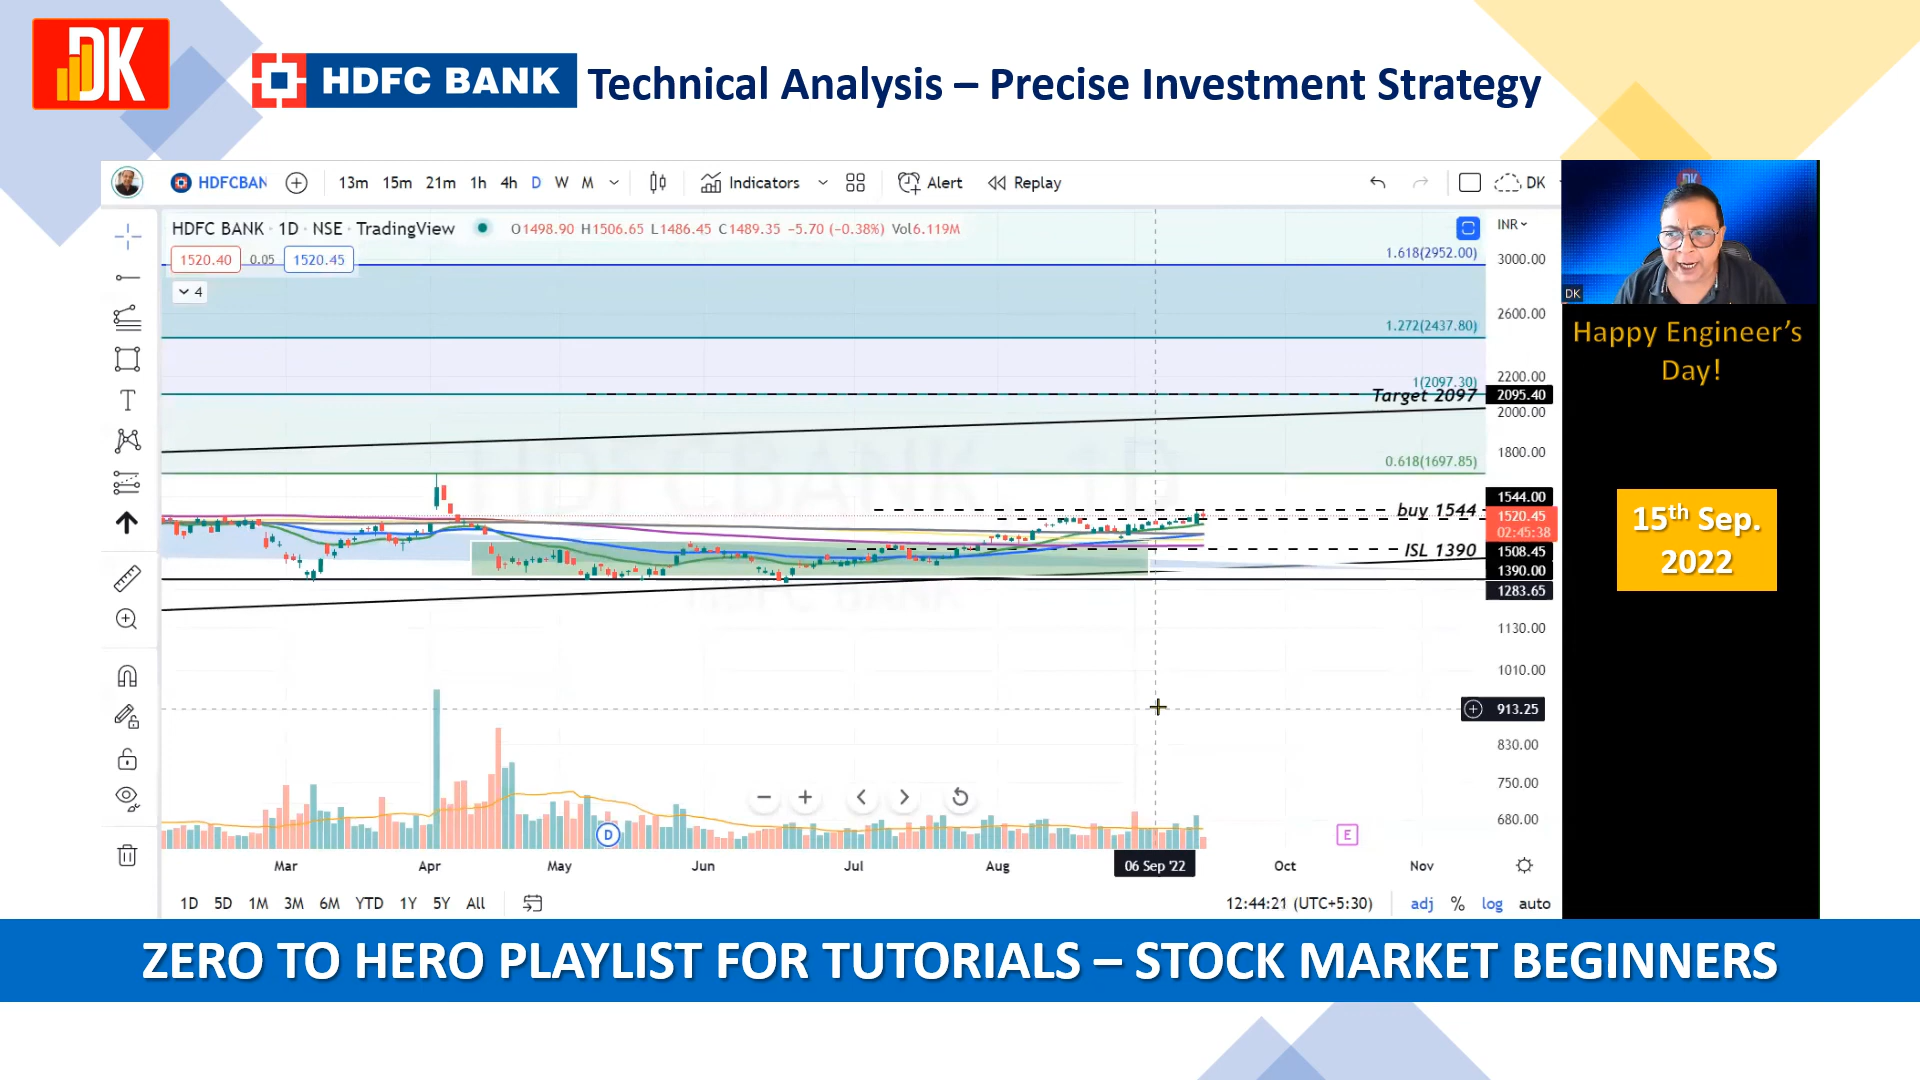 DK
HDFC BANK Technical Analysis – Precise Investment Strategy
HDFCBAN 13m 15m 21m 1h 4h D W M Indicators Alert Replay DK
HDFC BANK · 1D · NSE · TradingView O1498.90 H1506.65 L1486.45 C1489.35 −5.70 (−0.38%) Vol6.119M
INR
1520.40 0.05 1520.45
4
1.618(2952.00)
3000.00
2600.00
1.272(2437.80)
2200.00
1(2097.30)
Target 2097 2095.40
2000.00
1800.00
0.618(1697.85)
HDFCBANK 1D
HDFC BANK
1544.00
buy 1544
1520.45
02:45:38
ISL 1390
1508.45
1390.00
1283.65
1130.00
1010.00
913.25
830.00
750.00
680.00
D
E
Mar Apr May Jun Jul Aug 06 Sep '22 Oct Nov
1D 5D 1M 3M 6M YTD 1Y 5Y All 12:44:21 (UTC+5:30) adj % log auto
DK
DK
Happy Engineer's
Day!
15th Sep.
2022
ZERO TO HERO PLAYLIST FOR TUTORIALS – STOCK MARKET BEGINNERS